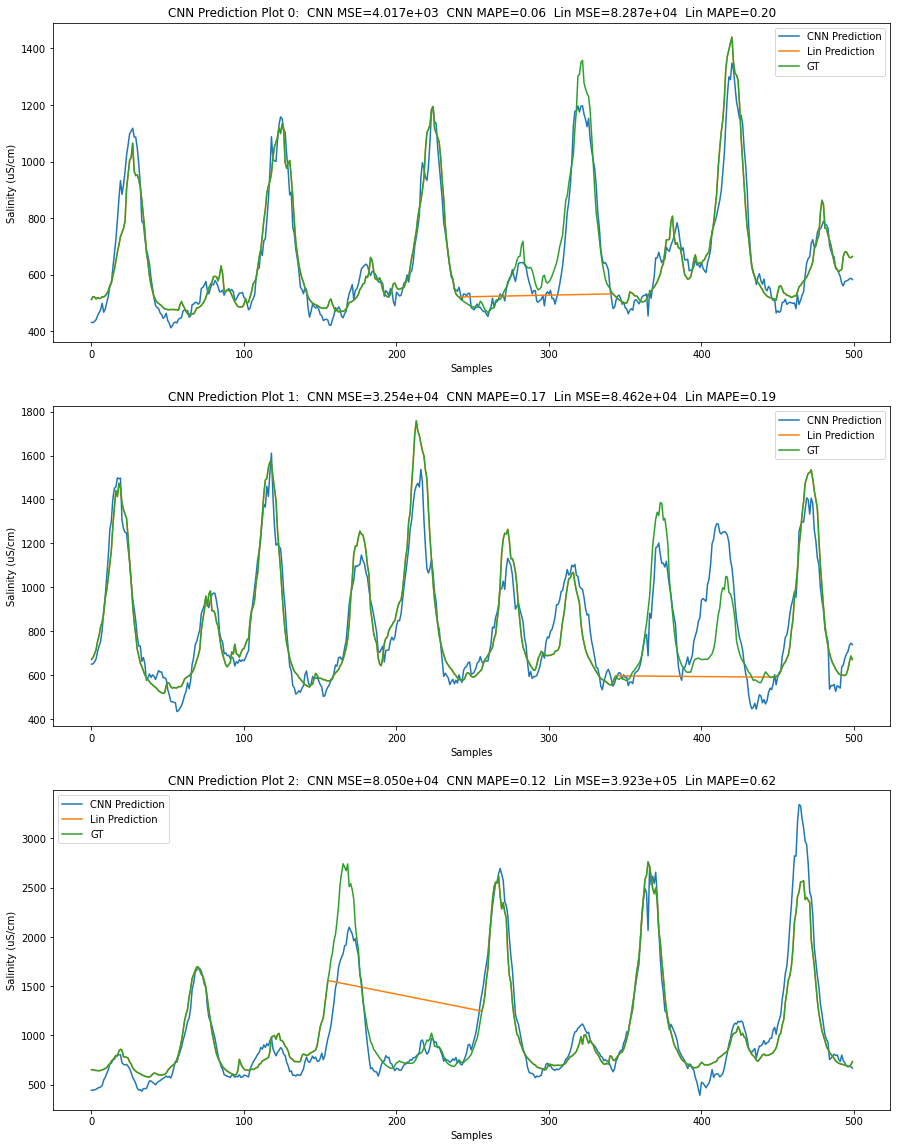 CNN Prediction Plot 0:  CNN MSE=4.017e+03  CNN MAPE=0.06  Lin MSE=8.287e+04  Lin MAPE=0.20
CNN Prediction
Lin Prediction
GT
1400
1200
1000
800
600
400
Salinity (uS/cm)
0 100 200 300 400 500
Samples
CNN Prediction Plot 1:  CNN MSE=3.254e+04  CNN MAPE=0.17  Lin MSE=8.462e+04  Lin MAPE=0.19
CNN Prediction
Lin Prediction
GT
1800
1600
1400
1200
1000
800
600
400
Salinity (uS/cm)
0 100 200 300 400 500
Samples
CNN Prediction Plot 2:  CNN MSE=8.050e+04  CNN MAPE=0.12  Lin MSE=3.923e+05  Lin MAPE=0.62
CNN Prediction
Lin Prediction
GT
3000
2500
2000
1500
1000
500
Salinity (uS/cm)
0 100 200 300 400 500
Samples